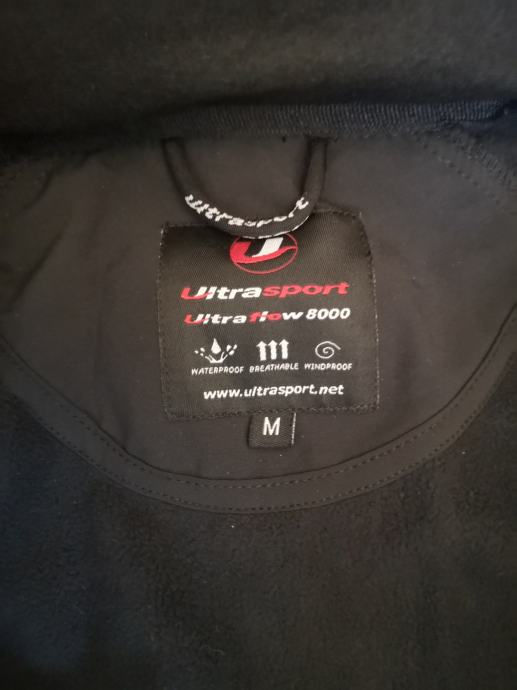 Ultrasport
U
Ultrasport
Ultraflow 8000
WATERPROOF BREATHABLE WINDPROOF
www.ultrasport.net
M